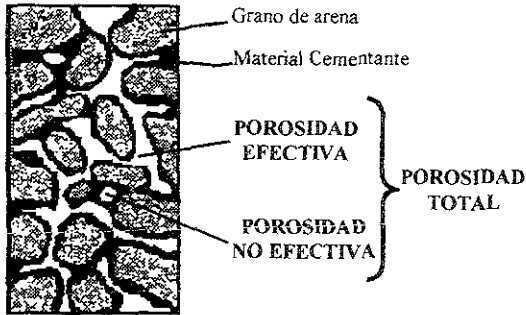 Grano de arena
Material Cementante
POROSIDAD
EFECTIVA
POROSIDAD
TOTAL
POROSIDAD
NO EFECTIVA